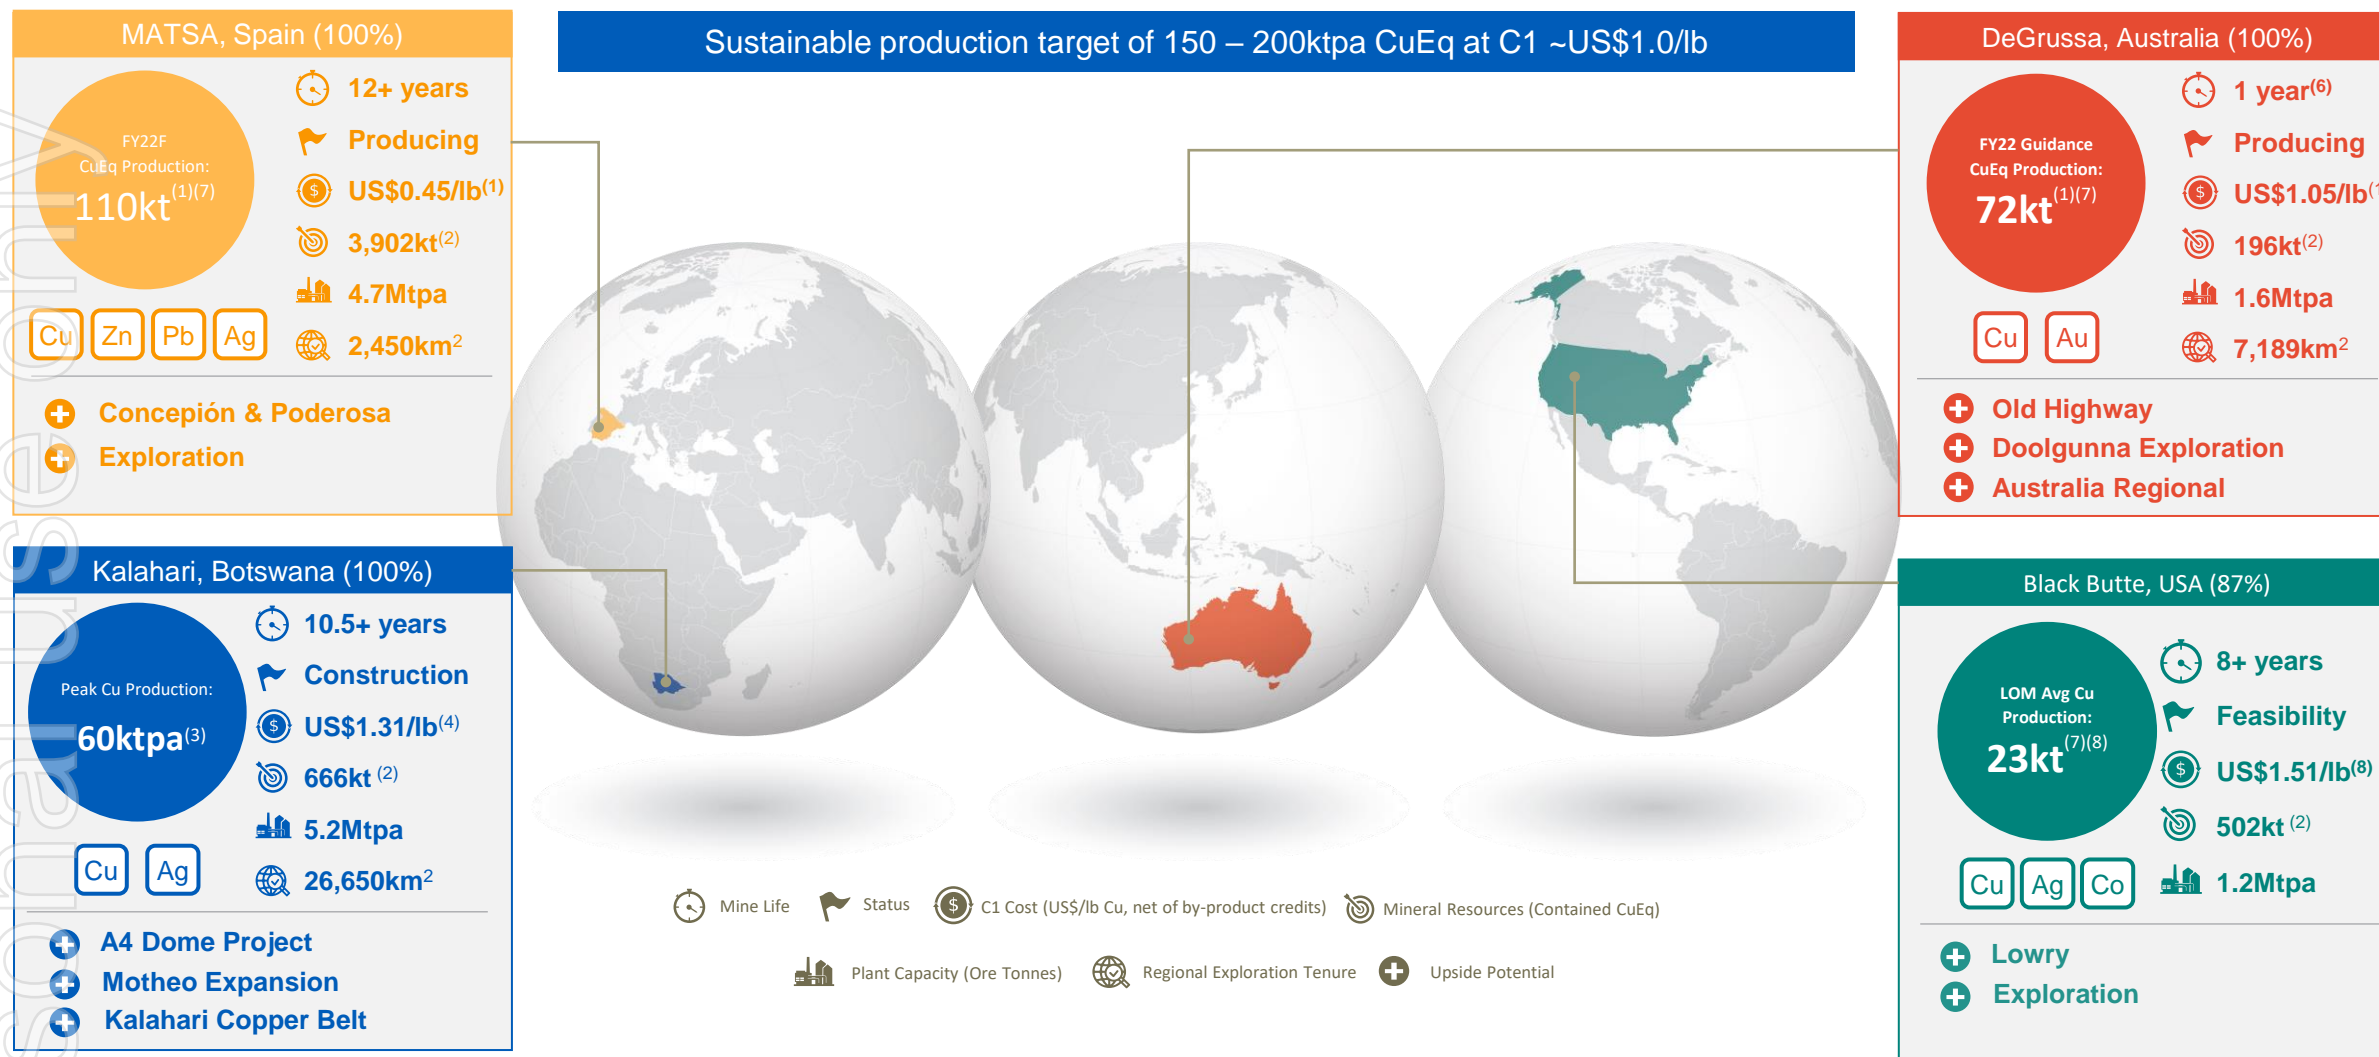 MATSA, Spain (100%)
FY22F
CuEq Production:
110kt(1)(7)
12+ years
Producing
US$0.45/lb(1)
3,902kt(2)
4.7Mtpa
2,450km2
Cu Zn Pb Ag
Concepión & Poderosa
Exploration
Sustainable production target of 150 – 200ktpa CuEq at C1 ~US$1.0/lb
DeGrussa, Australia (100%)
FY22 Guidance
CuEq Production:
72kt(1)(7)
1 year(6)
Producing
US$1.05/lb(1
196kt(2)
1.6Mtpa
7,189km2
Cu Au
Old Highway
Doolgunna Exploration
Australia Regional
Kalahari, Botswana (100%)
Peak Cu Production:
60ktpa(3)
10.5+ years
Construction
US$1.31/lb(4)
666kt (2)
5.2Mtpa
26,650km2
Cu Ag
A4 Dome Project
Motheo Expansion
Kalahari Copper Belt
Black Butte, USA (87%)
LOM Avg Cu
Production:
23kt(7)(8)
8+ years
Feasibility
US$1.51/lb(8)
502kt (2)
1.2Mtpa
Cu Ag Co
Lowry
Exploration
Mine Life Status C1 Cost (US$/lb Cu, net of by-product credits) Mineral Resources (Contained CuEq)
Plant Capacity (Ore Tonnes) Regional Exploration Tenure Upside Potential
sonal use only